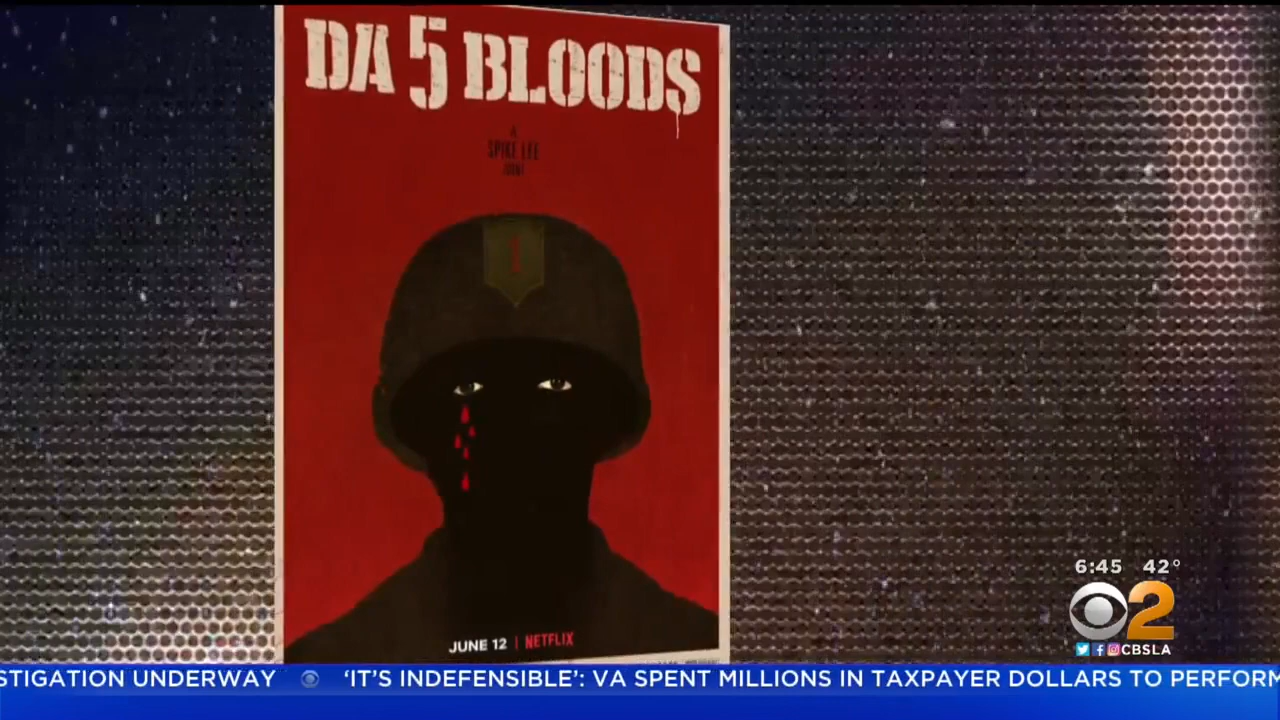 DA 5 BLOODS
A
SPIKE LEE
JOINT
JUNE 12 | NETFLIX
6:45 42°
2
CBSLA
STIGATION UNDERWAY 'IT'S INDEFENSIBLE': VA SPENT MILLIONS IN TAXPAYER DOLLARS TO PERFORM